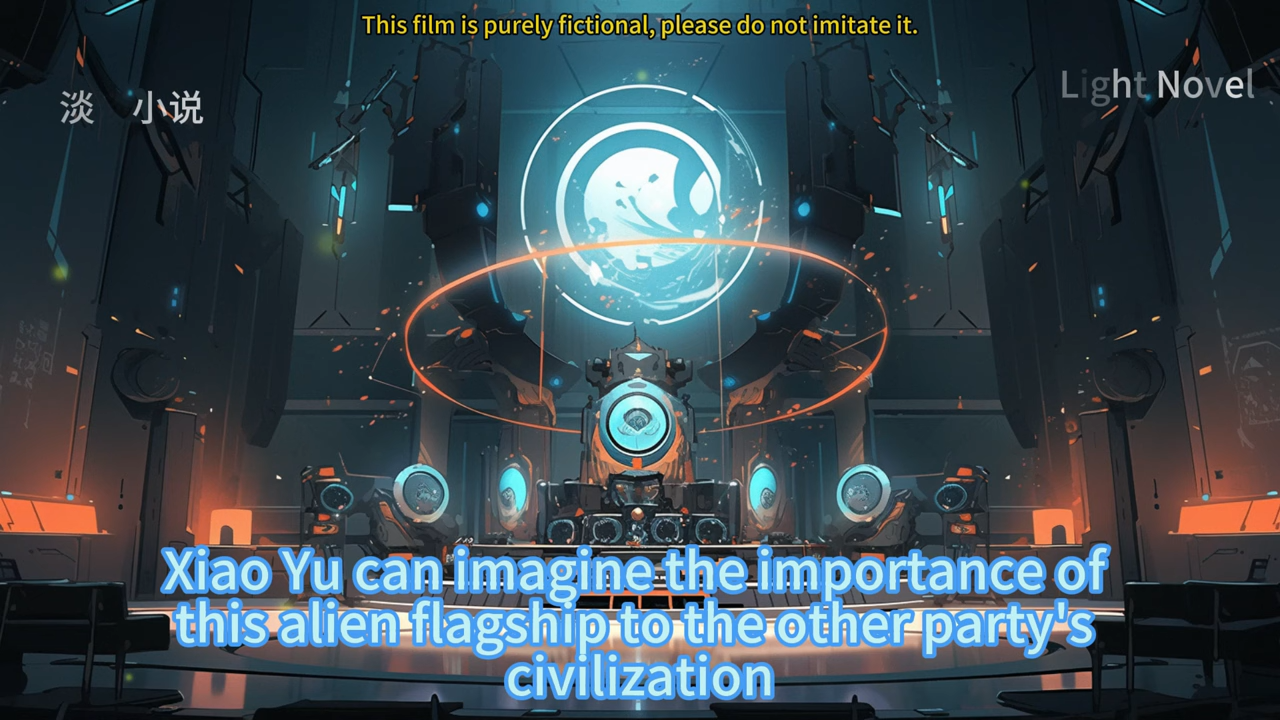 This film is purely fictional, please do not imitate it.
淡 小说
Light Novel
Xiao Yu can imagine the importance of
this alien flagship to the other party's
civilization